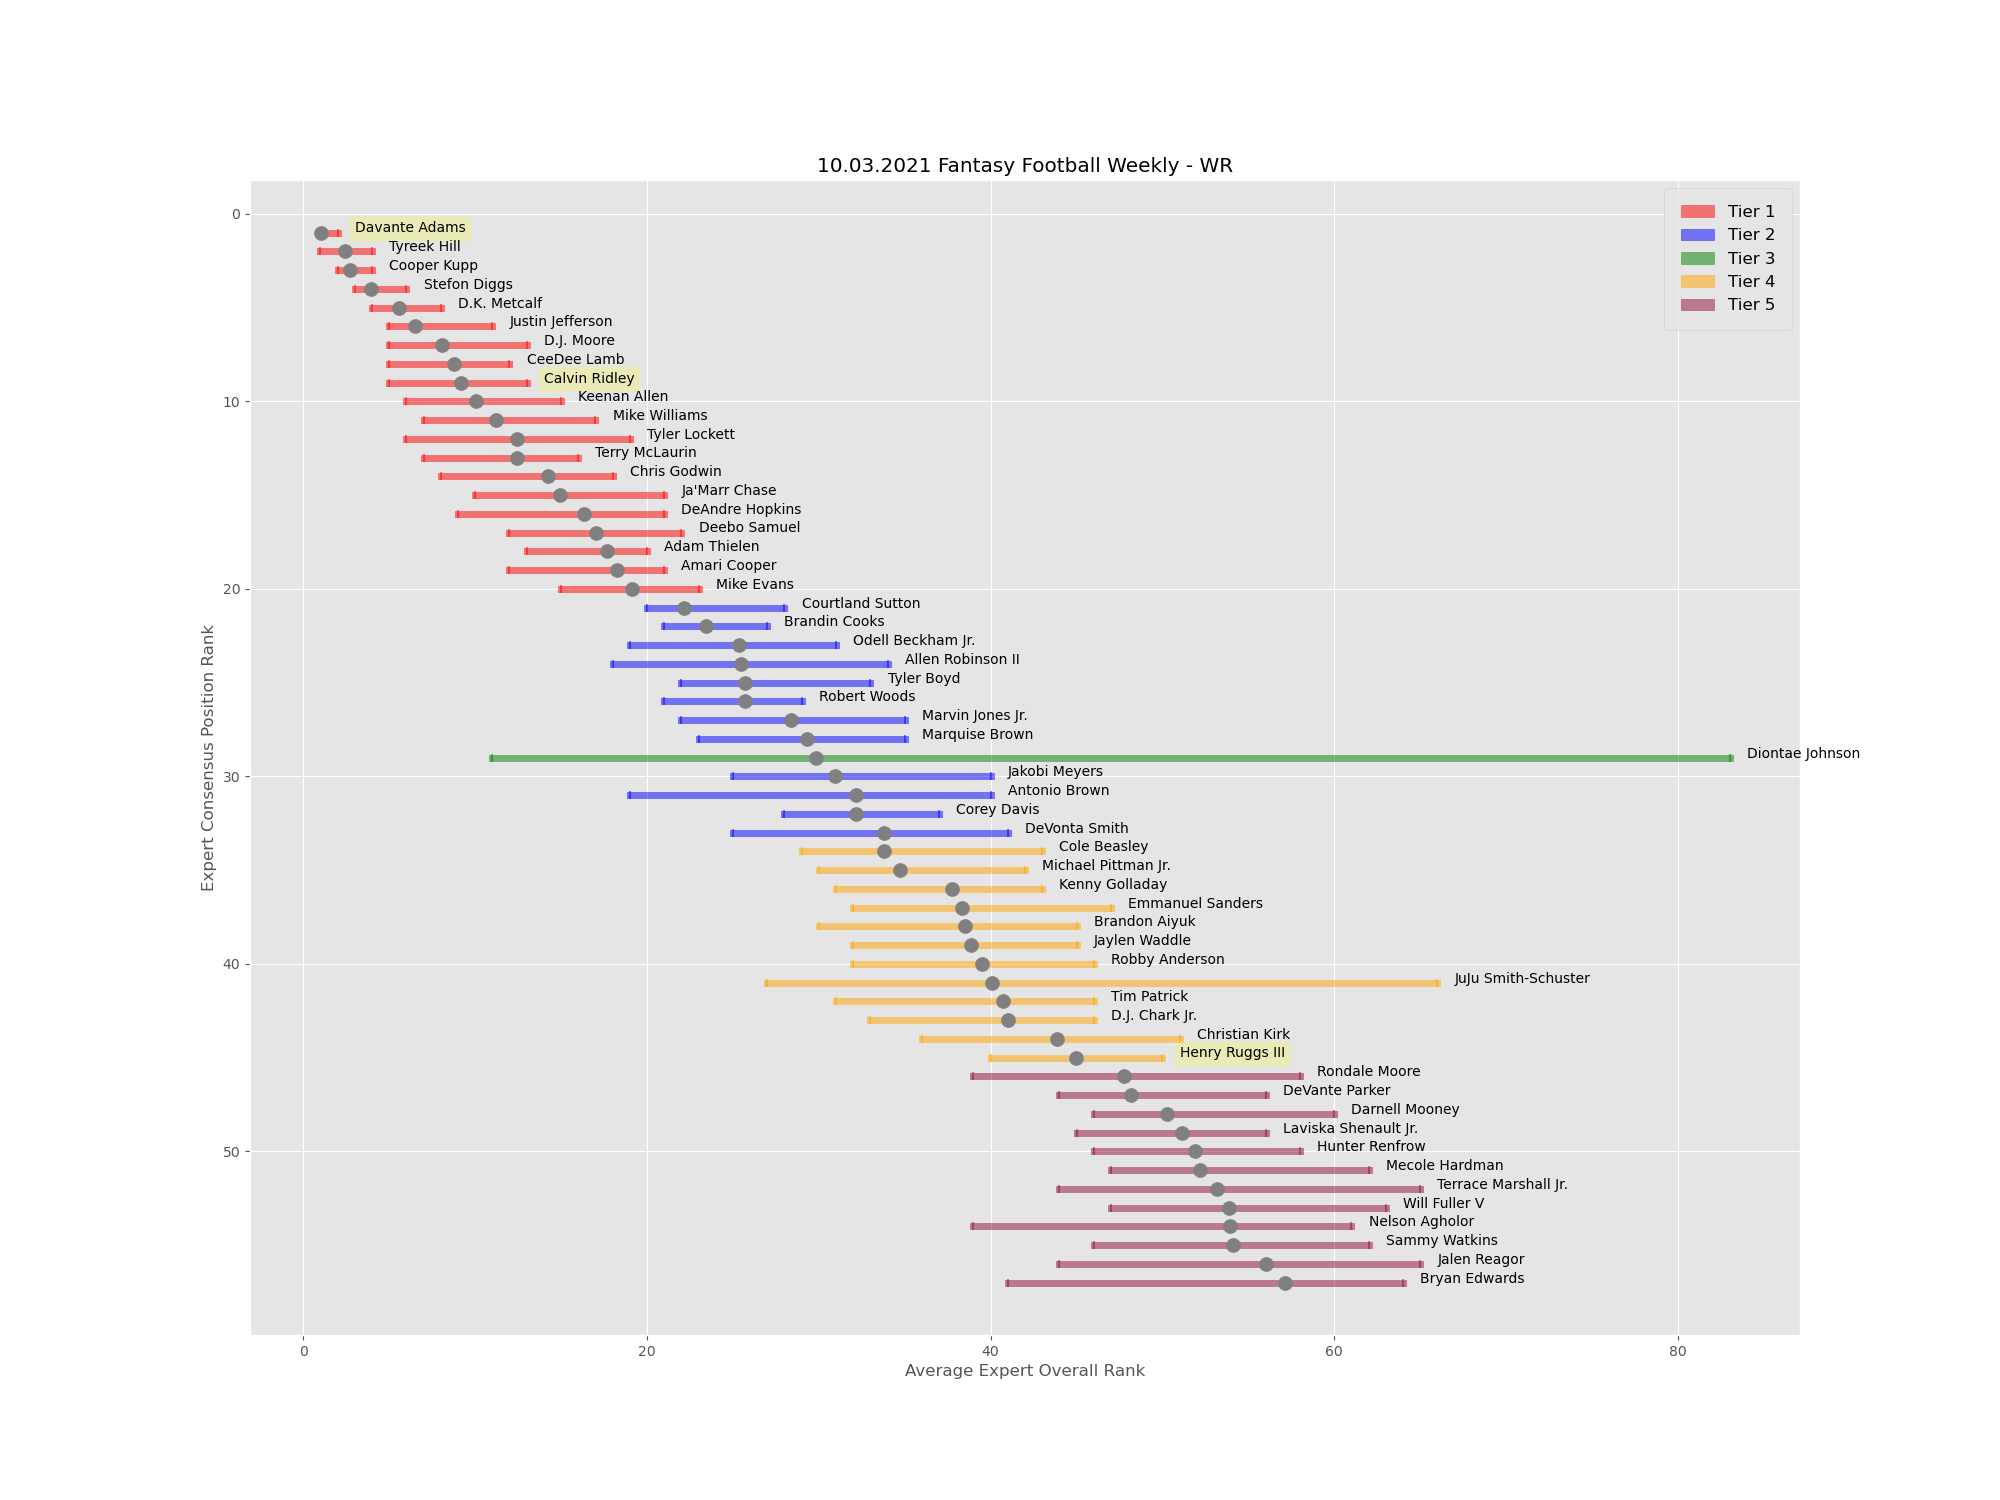 10.03.2021 Fantasy Football Weekly - WR
Tier 1
Tier 2
Tier 3
Tier 4
Tier 5
Davante Adams
Tyreek Hill
Cooper Kupp
Stefon Diggs
D.K. Metcalf
Justin Jefferson
D.J. Moore
CeeDee Lamb
Calvin Ridley
Keenan Allen
Mike Williams
Tyler Lockett
Terry McLaurin
Chris Godwin
Ja'Marr Chase
DeAndre Hopkins
Deebo Samuel
Adam Thielen
Amari Cooper
Mike Evans
Courtland Sutton
Brandin Cooks
Odell Beckham Jr.
Allen Robinson II
Tyler Boyd
Robert Woods
Marvin Jones Jr.
Marquise Brown
Diontae Johnson
Jakobi Meyers
Antonio Brown
Corey Davis
DeVonta Smith
Cole Beasley
Michael Pittman Jr.
Kenny Golladay
Emmanuel Sanders
Brandon Aiyuk
Jaylen Waddle
Robby Anderson
JuJu Smith-Schuster
Tim Patrick
D.J. Chark Jr.
Christian Kirk
Henry Ruggs III
Rondale Moore
DeVante Parker
Darnell Mooney
Laviska Shenault Jr.
Hunter Renfrow
Mecole Hardman
Terrace Marshall Jr.
Will Fuller V
Nelson Agholor
Sammy Watkins
Jalen Reagor
Bryan Edwards
0
10
20
30
40
50
Expert Consensus Position Rank
0
20
40
60
80
Average Expert Overall Rank